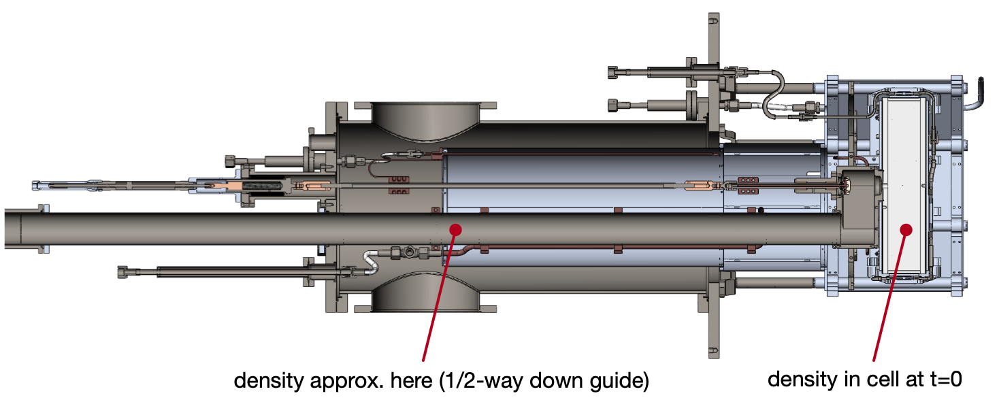 density approx. here (1/2-way down guide)
density in cell at t=0